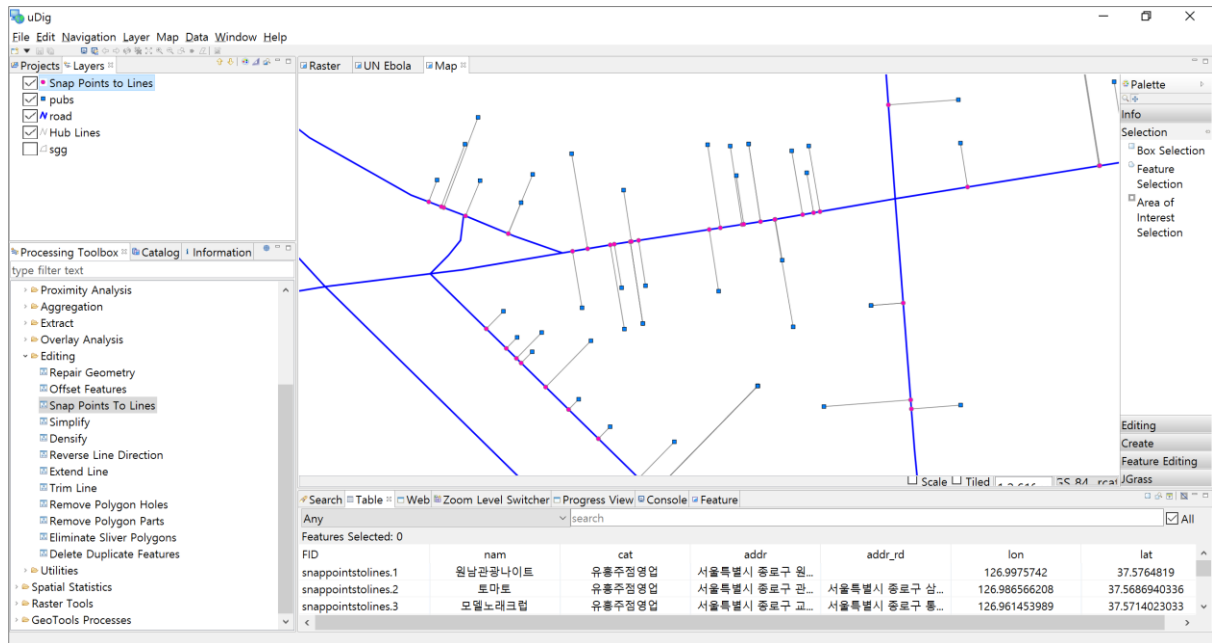 uDig
File Edit Navigation Layer Map Data Window Help
Projects Layers
Snap Points to Lines
pubs
road
Hub Lines
sgg
Processing Toolbox Catalog Information
type filter text
Proximity Analysis
Aggregation
Extract
Overlay Analysis
Editing
Repair Geometry
Offset Features
Snap Points To Lines
Simplify
Densify
Reverse Line Direction
Extend Line
Trim Line
Remove Polygon Holes
Remove Polygon Parts
Eliminate Sliver Polygons
Delete Duplicate Features
Utilities
Spatial Statistics
Raster Tools
GeoTools Processes
Raster UN Ebola Map
Scale Tiled
Palette
Info
Selection
Box Selection
Feature
Selection
Area of
Interest
Selection
Editing
Create
Feature Editing
JGrass
Search Table Web Zoom Level Switcher Progress View Console Feature
Any search All
Features Selected: 0
FID nam cat addr addr_rd lon lat
snappointstolines.1 원남관광나이트 유흥주점영업 서울특별시 종로구 원... 126.9975742 37.5764819
snappointstolines.2 토마토 유흥주점영업 서울특별시 종로구 관... 서울특별시 종로구 삼... 126.986566208 37.5686940336
snappointstolines.3 모델노래크럽 유흥주점영업 서울특별시 종로구 교... 서울특별시 종로구 통... 126.961453989 37.5714023033